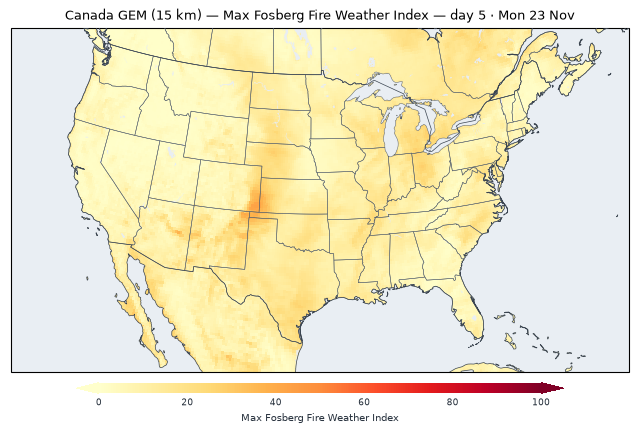 Canada GEM (15 km) — Max Fosberg Fire Weather Index — day 5 · Mon 23 Nov
0 20 40 60 80 100
Max Fosberg Fire Weather Index